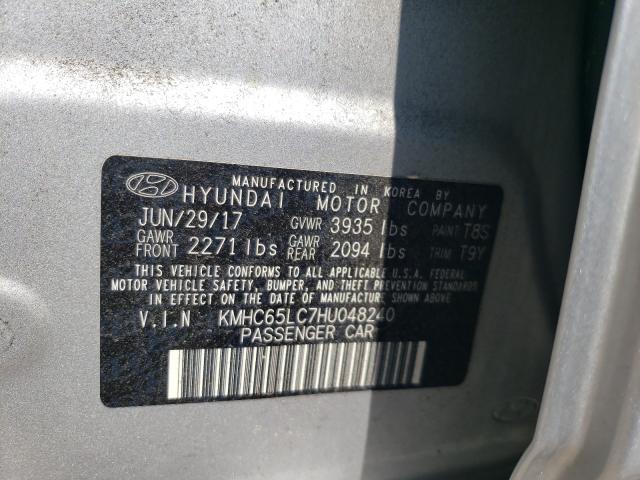 MANUFACTURED IN KOREA BY
HYUNDAI MOTOR COMPANY
JUN/29/17 GVWR 3935 lbs PAINT T8S
GAWR FRONT 2271 lbs GAWR REAR 2094 lbs TRIM T9Y
THIS VEHICLE CONFORMS TO ALL APPLICABLE U.S.A. FEDERAL
MOTOR VEHICLE SAFETY, BUMPER, AND THEFT PREVENTION STANDARDS
IN EFFECT ON THE DATE OF MANUFACTURE SHOWN ABOVE.
V.I.N KMHC65LC7HU048240
PASSENGER CAR